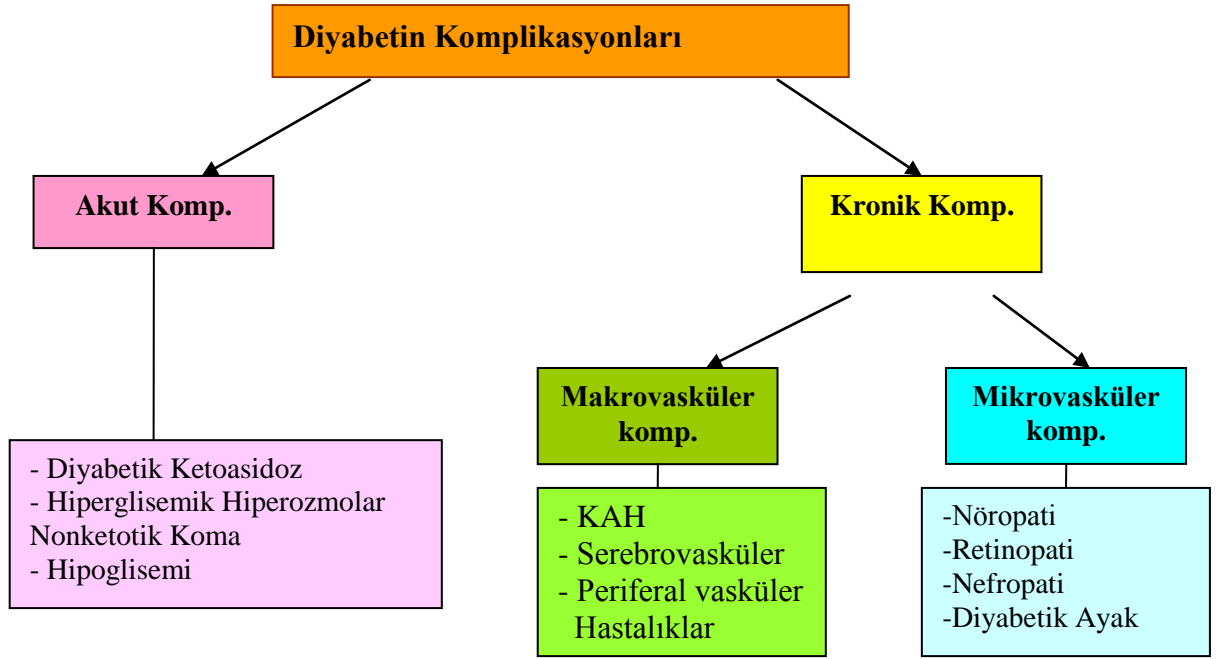 Diyabetin Komplikasyonları
Akut Komp.
Kronik Komp.
Makrovasküler
komp.
Mikrovasküler
komp.
- Diyabetik Ketoasidoz
- Hiperglisemik Hiperozmolar
Nonketotik Koma
- Hipoglisemi
- KAH
- Serebrovasküler
- Periferal vasküler
Hastalıklar
-Nöropati
-Retinopati
-Nefropati
-Diyabetik Ayak